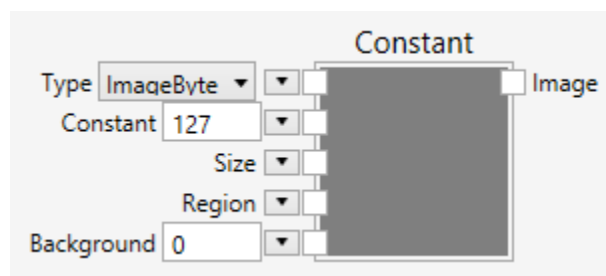 Constant
Type ImageByte Image
Constant 127
Size
Region
Background 0